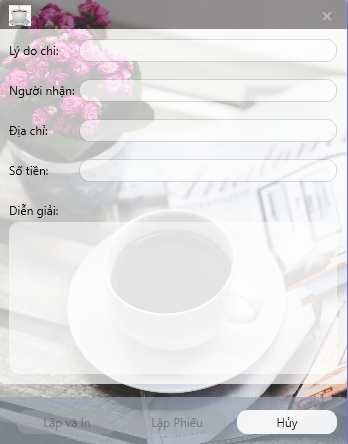 Lý do chi:
Người nhận:
Địa chỉ:
Số tiền:
Diễn giải:
Lập và In
Lập Phiếu
Hủy